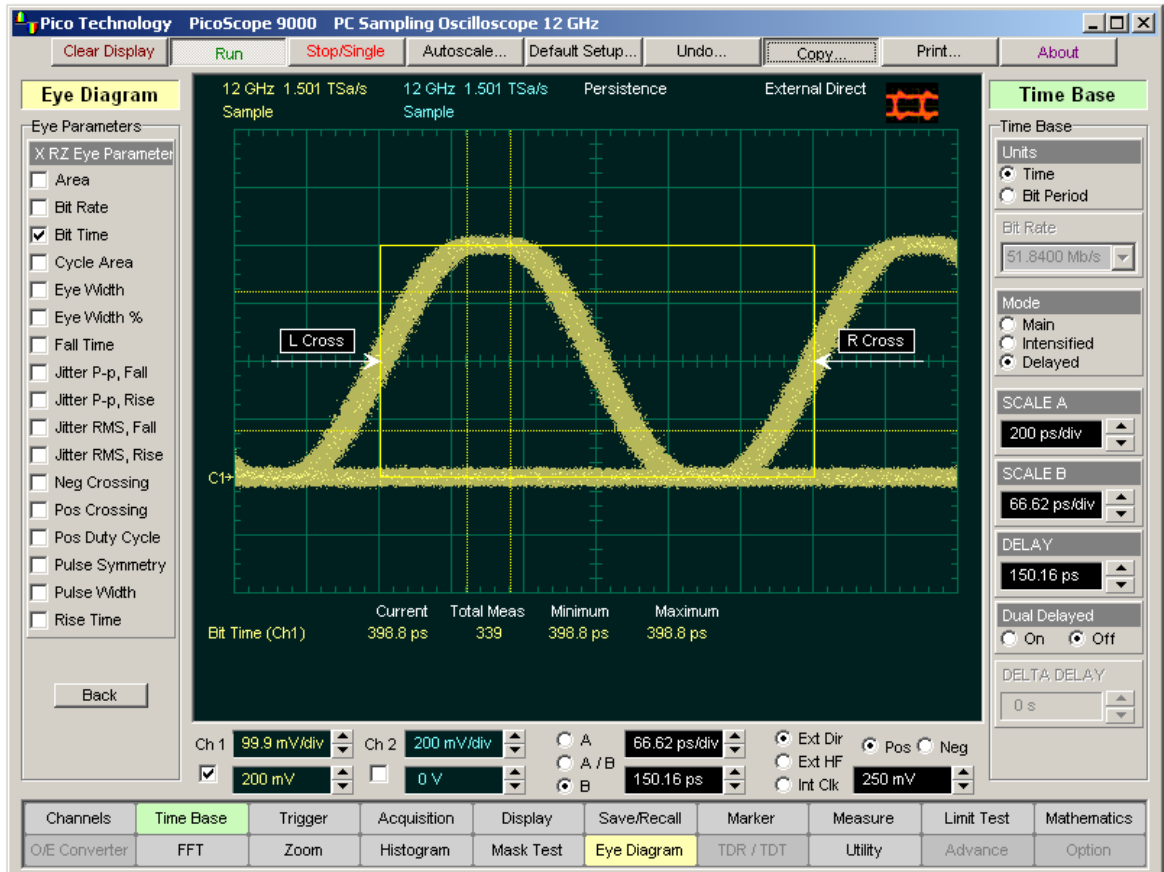 Pico Technology PicoScope 9000 PC Sampling Oscilloscope 12 GHz
Clear Display Run Stop/Single Autoscale... Default Setup... Undo... Copy... Print... About
Eye Diagram
Eye Parameters
X RZ Eye Parameter
Area
Bit Rate
Bit Time
Cycle Area
Eye Width
Eye Width %
Fall Time
Jitter P-p, Fall
Jitter P-p, Rise
Jitter RMS, Fall
Jitter RMS, Rise
Neg Crossing
Pos Crossing
Pos Duty Cycle
Pulse Symmetry
Pulse Width
Rise Time
Back
12 GHz 1.501 TSa/s 12 GHz 1.501 TSa/s Persistence External Direct
Sample Sample
L Cross R Cross
C1
Current Total Meas Minimum Maximum
Bit Time (Ch1) 398.8 ps 339 398.8 ps 398.8 ps
Time Base
Time Base
Units
Time
Bit Period
Bit Rate
51.8400 Mb/s
Mode
Main
Intensified
Delayed
SCALE A
200 ps/div
SCALE B
66.62 ps/div
DELAY
150.16 ps
Dual Delayed
On Off
DELTA DELAY
0 s
Ch 1 99.9 mV/div Ch 2 200 mV/div A 66.62 ps/div Ext Dir Pos Neg
A / B Ext HF
200 mV 0 V B 150.16 ps Int Clk 250 mV
Channels Time Base Trigger Acquisition Display Save/Recall Marker Measure Limit Test Mathematics
O/E Converter FFT Zoom Histogram Mask Test Eye Diagram TDR / TDT Utility Advance Option